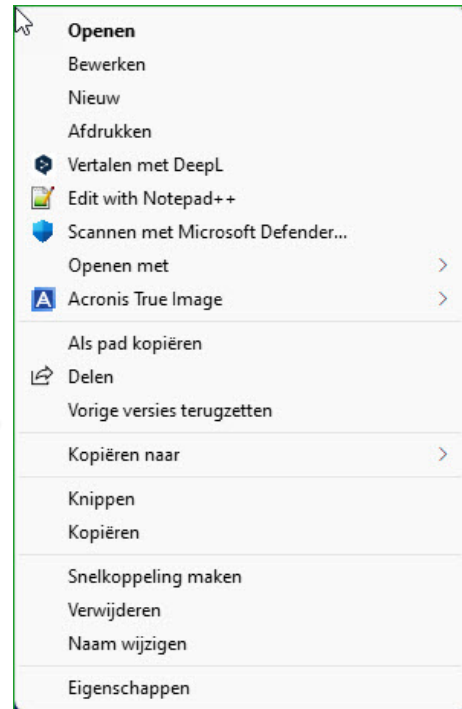 Openen
Bewerken
Nieuw
Afdrukken
Vertalen met DeepL
Edit with Notepad++
Scannen met Microsoft Defender...
Openen met
Acronis True Image
Als pad kopiëren
Delen
Vorige versies terugzetten
Kopiëren naar
Knippen
Kopiëren
Snelkoppeling maken
Verwijderen
Naam wijzigen
Eigenschappen